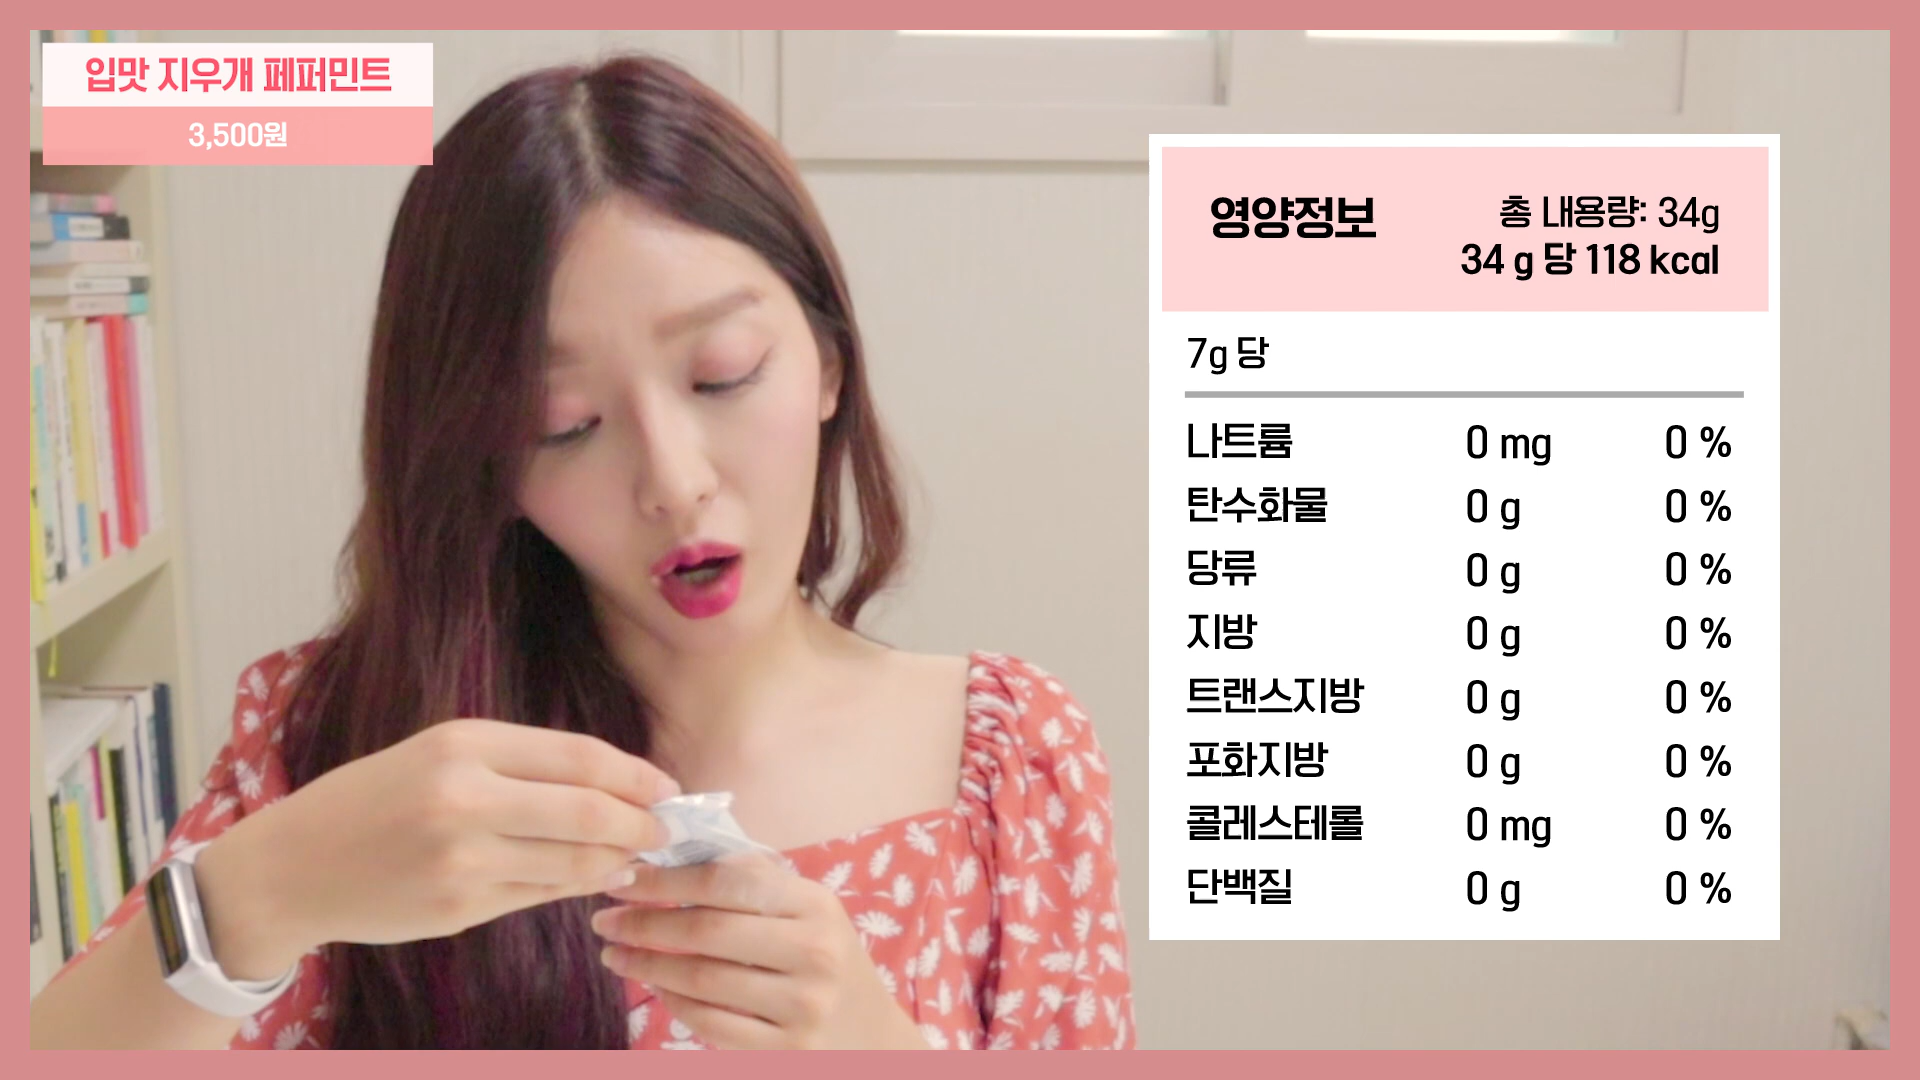 입맛 지우개 페퍼민트
3,500원
영양정보
총 내용량: 34g
34 g 당 118 kcal
7g 당
나트륨 0 mg 0 %
탄수화물 0 g 0 %
당류 0 g 0 %
지방 0 g 0 %
트랜스지방 0 g 0 %
포화지방 0 g 0 %
콜레스테롤 0 mg 0 %
단백질 0 g 0 %